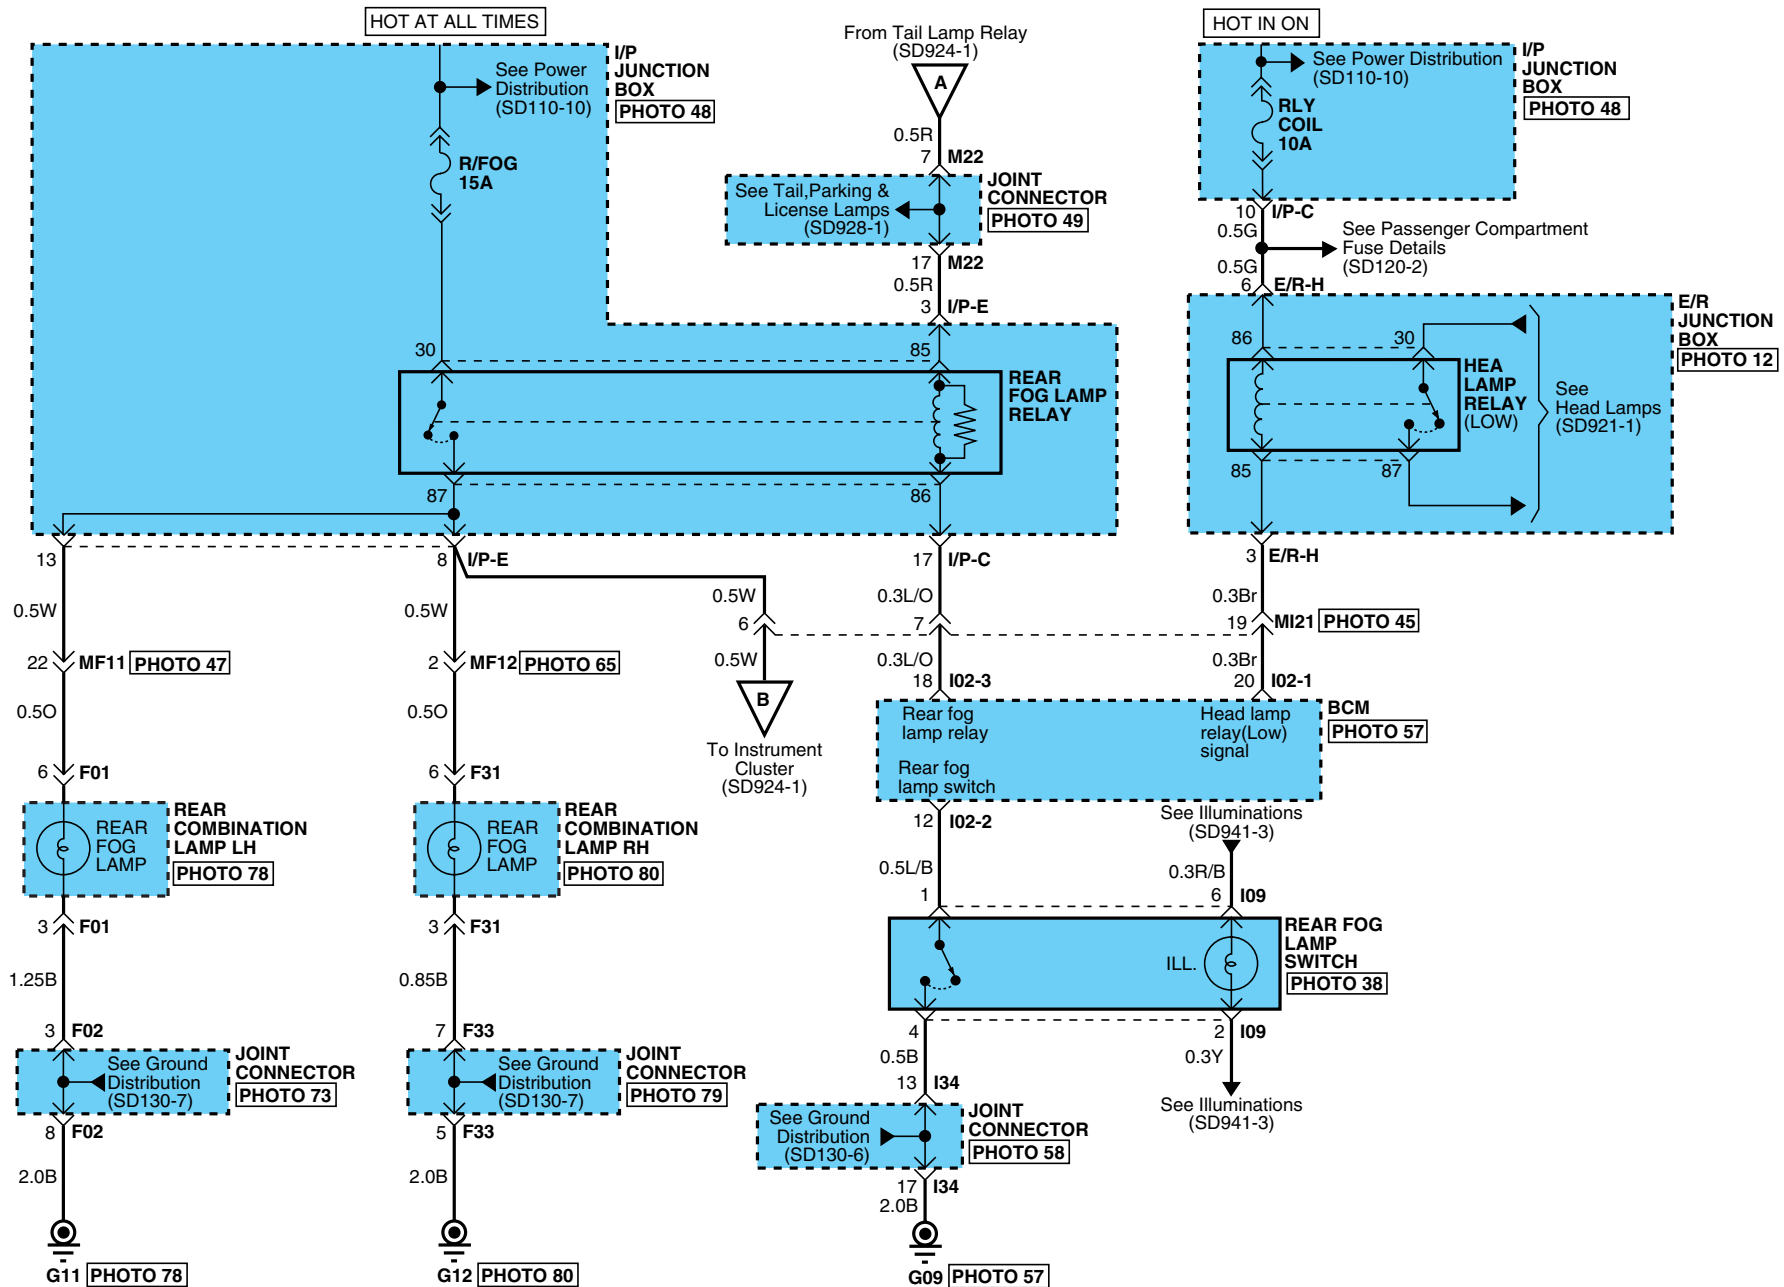 HOT AT ALL TIMES
I/P
JUNCTION
BOX
PHOTO 48
See Power
Distribution
(SD110-10)
R/FOG
15A
From Tail Lamp Relay
(SD924-1)
A
0.5R
7 M22
See Tail,Parking &
License Lamps
(SD928-1)
JOINT
CONNECTOR
PHOTO 49
17 M22
0.5R
3 I/P-E
HOT IN ON
See Power Distribution
(SD110-10)
RLY
COIL
10A
I/P
JUNCTION
BOX
PHOTO 48
10 I/P-C
0.5G
See Passenger Compartment
Fuse Details
(SD120-2)
0.5G
6 E/R-H
E/R
JUNCTION
BOX
PHOTO 12
86
30
HEA
LAMP
RELAY
(LOW)
See
Head Lamps
(SD921-1)
85
87
3 E/R-H
30
85
REAR
FOG LAMP
RELAY
87
86
13
8 I/P-E
17 I/P-C
0.5W
0.5W
0.5W
0.3L/O
0.3Br
6
7
19 MI21 PHOTO 45
22 MF11 PHOTO 47
2 MF12 PHOTO 65
0.5W
0.3L/O
0.3Br
18 I02-3
20 I02-1
0.5O
0.5O
B
To Instrument
Cluster
(SD924-1)
Rear fog
lamp relay
Head lamp
relay(Low)
signal
BCM
PHOTO 57
Rear fog
lamp switch
6 F01
6 F31
REAR
FOG
LAMP
REAR
COMBINATION
LAMP LH
PHOTO 78
REAR
FOG
LAMP
REAR
COMBINATION
LAMP RH
PHOTO 80
12 I02-2
See Illuminations
(SD941-3)
0.5L/B
0.3R/B
1
6 I09
3 F01
3 F31
ILL.
REAR FOG
LAMP
SWITCH
PHOTO 38
1.25B
0.85B
3 F02
7 F33
4
2 I09
0.5B
0.3Y
See Ground
Distribution
(SD130-7)
JOINT
CONNECTOR
PHOTO 73
See Ground
Distribution
(SD130-7)
JOINT
CONNECTOR
PHOTO 79
13 I34
See Illuminations
(SD941-3)
See Ground
Distribution
(SD130-6)
JOINT
CONNECTOR
PHOTO 58
8 F02
5 F33
17 I34
2.0B
2.0B
2.0B
G11 PHOTO 78
G12 PHOTO 80
G09 PHOTO 57